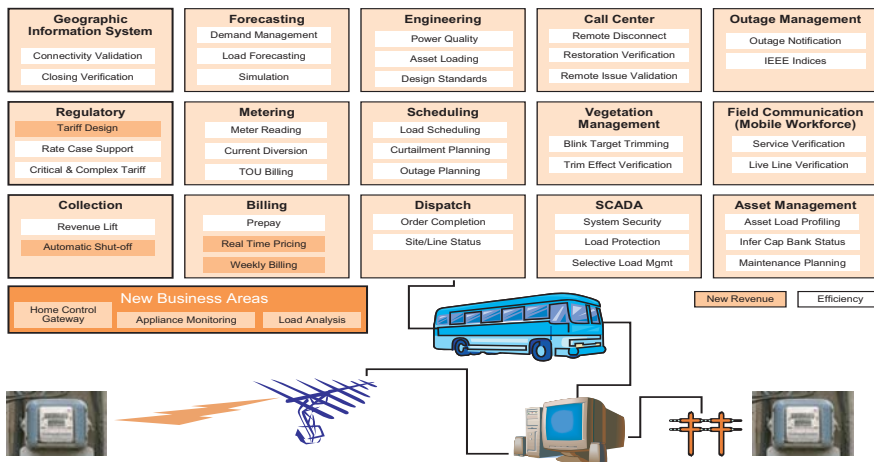 Geographic
Information System
Connectivity Validation
Closing Verification
Forecasting
Demand Management
Load Forecasting
Simulation
Engineering
Power Quality
Asset Loading
Design Standards
Call Center
Remote Disconnect
Restoration Verification
Remote Issue Validation
Outage Management
Outage Notification
IEEE Indices
Regulatory
Tariff Design
Rate Case Support
Critical & Complex Tariff
Metering
Meter Reading
Current Diversion
TOU Billing
Scheduling
Load Scheduling
Curtailment Planning
Outage Planning
Vegetation
Management
Blink Target Trimming
Trim Effect Verification
Field Communication
(Mobile Workforce)
Service Verification
Live Line Verification
Collection
Revenue Lift
Automatic Shut-off
Billing
Prepay
Real Time Pricing
Weekly Billing
Dispatch
Order Completion
Site/Line Status
SCADA
System Security
Load Protection
Selective Load Mgmt
Asset Management
Asset Load Profiling
Infer Cap Bank Status
Maintenance Planning
New Business Areas
Home Control
Gateway
Appliance Monitoring
Load Analysis
New Revenue
Efficiency